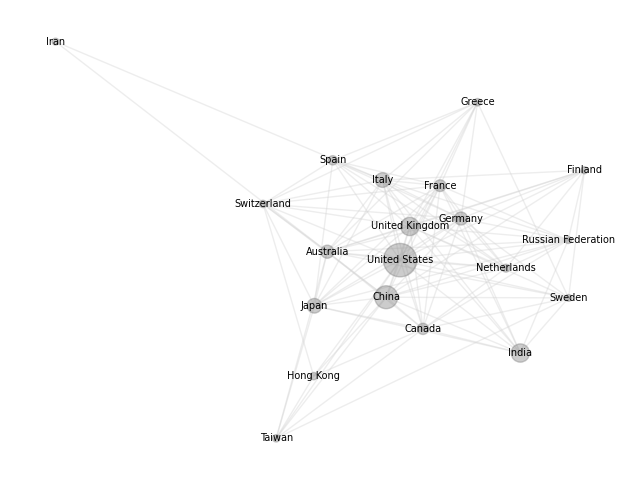 Iran
Greece
Spain
Finland
Italy
France
Switzerland
Germany
United Kingdom
Russian Federation
Australia
United States
Netherlands
China
Sweden
Japan
Canada
India
Hong Kong
Taiwan